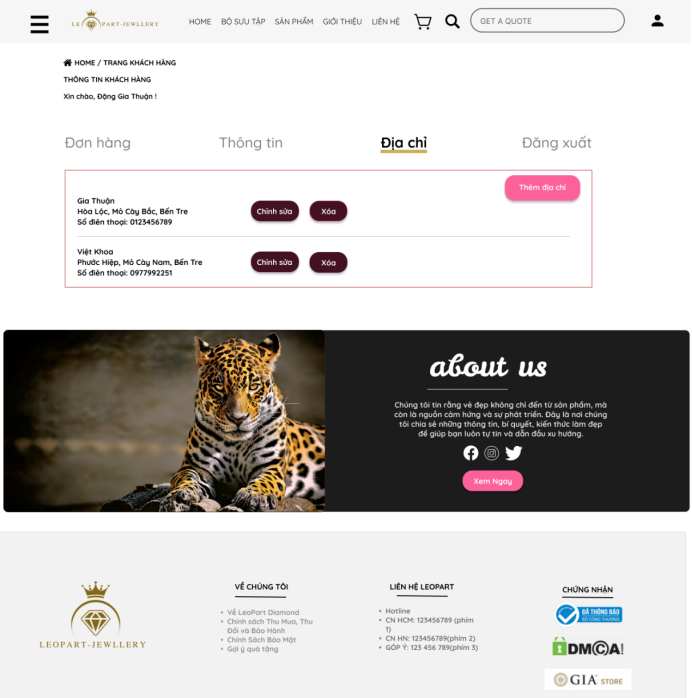 LEOPART-JEWLLERY
HOME BỘ SƯU TẬP SẢN PHẨM GIỚI THIỆU LIÊN HỆ GET A QUOTE
HOME / TRANG KHÁCH HÀNG
THÔNG TIN KHÁCH HÀNG
Xin chào, Đặng Gia Thuận !
Đơn hàng Thông tin Địa chỉ Đăng xuất
Thêm địa chỉ
Gia Thuận
Hòa Lộc, Mỏ Cày Bắc, Bến Tre
Số điên thoại: 0123456789
Chỉnh sửa Xóa
Việt Khoa
Phước Hiệp, Mỏ Cày Nam, Bến Tre
Số điên thoại: 0977992251
Chỉnh sửa Xóa
about us
Chúng tôi tin rằng vẻ đẹp không chỉ đến từ sản phẩm, mà
còn là nguồn cảm hứng và sự phát triển. Đây là nơi chúng
tôi chia sẻ những thông tin, bí quyết, kiến thức làm đẹp
để giúp bạn luôn tự tin và dẫn đầu xu hướng.
Xem Ngay
LEOPART-JEWLLERY
VỀ CHÚNG TÔI
Về LeoPart Diamond
Chính sách Thu Mua, Thu
Đổi và Bảo Hành
Chính Sách Bảo Mật
Gợi ý quà tặng
LIÊN HỆ LEOPART
Hotline
CN HCM: 123456789 (phím
1)
CN HN: 123456789(phím 2)
GÓP Ý: 123 456 789(phím 3)
CHỨNG NHẬN
ĐÃ THÔNG BÁO
BỘ CÔNG THƯƠNG
DMCA
GIA STORE